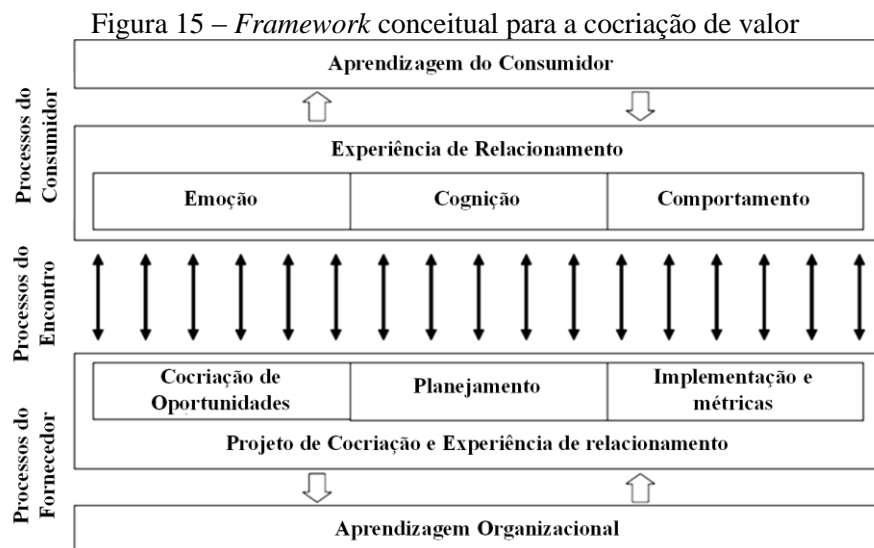 Figura 15 – Framework conceitual para a cocriação de valor
Aprendizagem do Consumidor
Processos do
Consumidor
Experiência de Relacionamento
Emoção
Cognição
Comportamento
Processos do
Encontro
Cocriação de
Oportunidades
Planejamento
Implementação e
métricas
Processos do
Fornecedor
Projeto de Cocriação e Experiência de relacionamento
Aprendizagem Organizacional